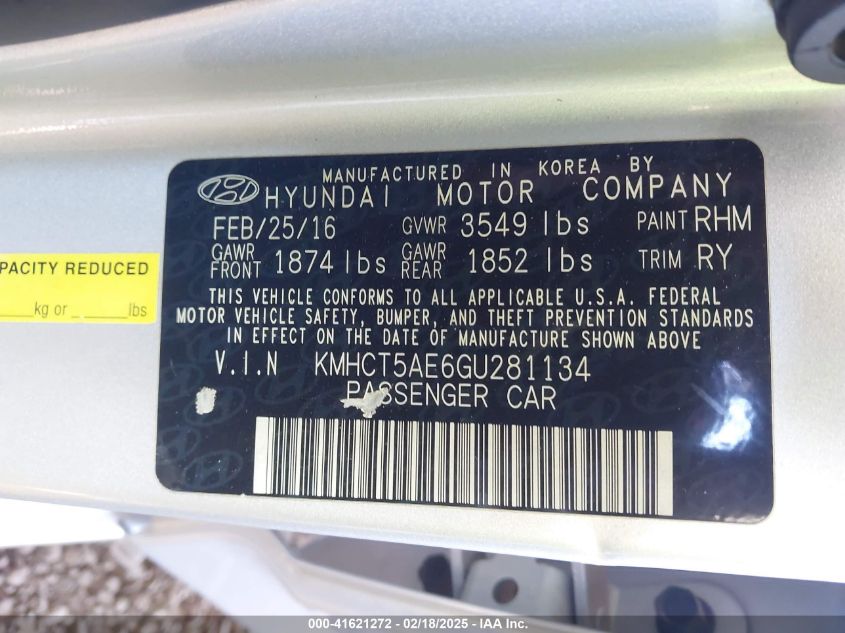 MANUFACTURED IN KOREA BY
HYUNDAI MOTOR COMPANY
FEB/25/16 GVWR 3549 lbs PAINT RHM
GAWR FRONT 1874 lbs GAWR REAR 1852 lbs TRIM RY
THIS VEHICLE CONFORMS TO ALL APPLICABLE U.S.A. FEDERAL
MOTOR VEHICLE SAFETY, BUMPER, AND THEFT PREVENTION STANDARDS
IN EFFECT ON THE DATE OF MANUFACTURE SHOWN ABOVE
V.I.N KMHCT5AE6GU281134
PASSENGER CAR
PACITY REDUCED
____kg or _ ____lbs
000-41621272 - 02/18/2025 - IAA Inc.